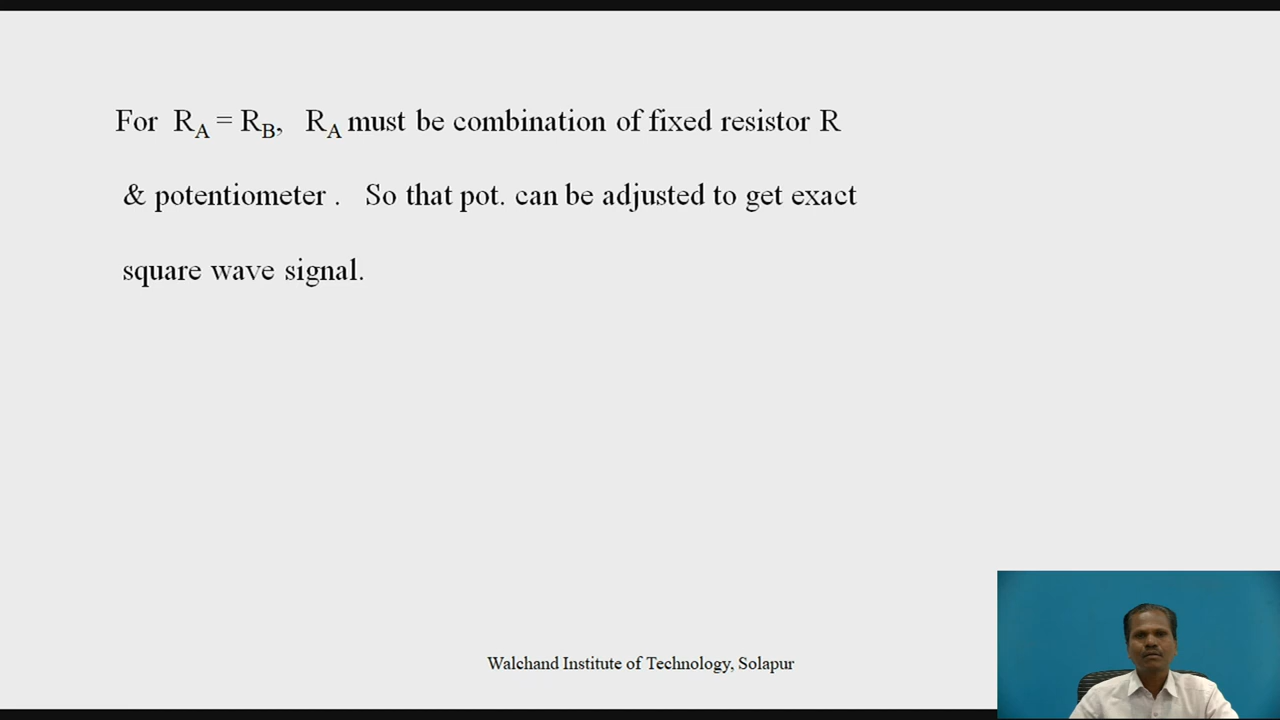 For R_A = R_B, R_A must be combination of fixed resistor R
& potentiometer . So that pot. can be adjusted to get exact
square wave signal.
Walchand Institute of Technology, Solapur